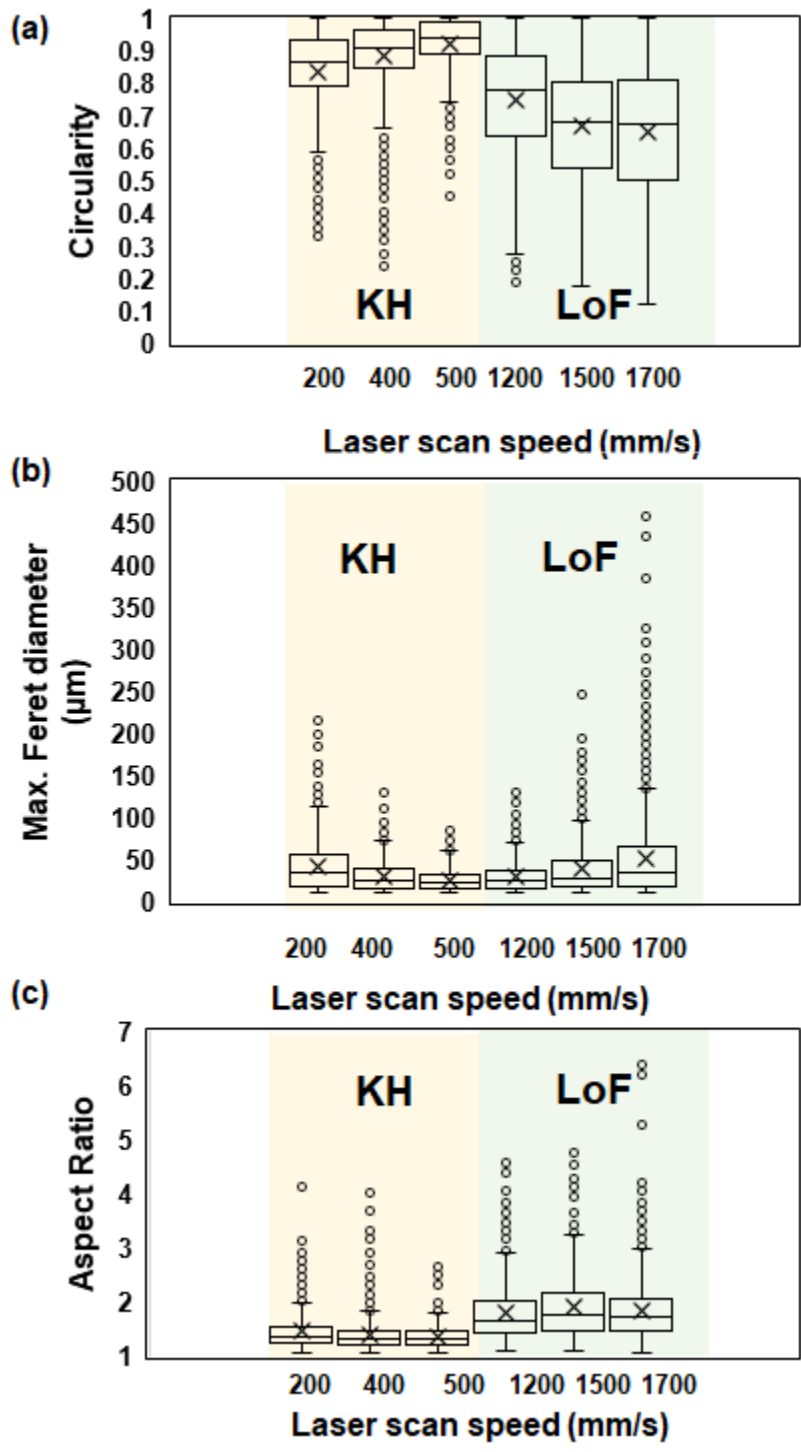 (a)
Circularity
1
0.9
0.8
0.7
0.6
0.5
0.4
0.3
0.2
0.1
0
KH
LoF
200 400 500 1200 1500 1700
Laser scan speed (mm/s)
(b)
Max. Feret diameter
(µm)
500
450
400
350
300
250
200
150
100
50
0
KH
LoF
200 400 500 1200 1500 1700
Laser scan speed (mm/s)
(c)
Aspect Ratio
7
6
5
4
3
2
1
KH
LoF
200 400 500 1200 1500 1700
Laser scan speed (mm/s)